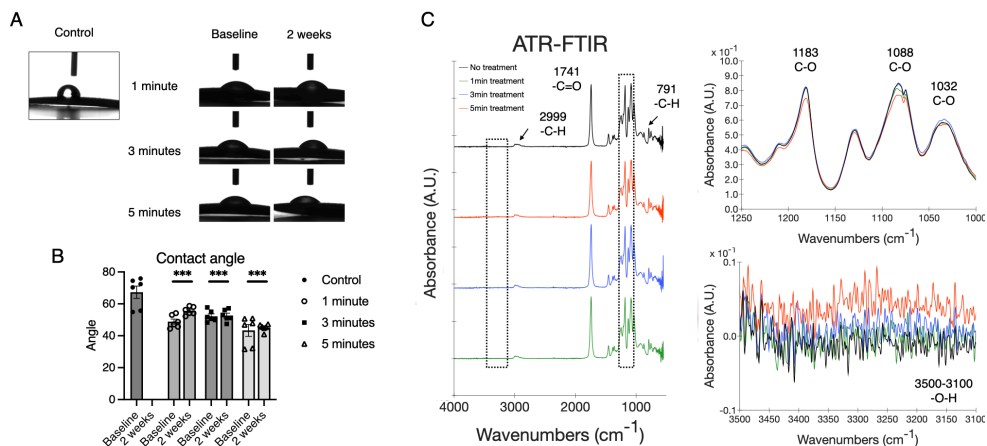 A
Control
Baseline
2 weeks
1 minute
3 minutes
5 minutes
B
Contact angle
80
60
40
20
0
Angle
***
***
***
Baseline
2 weeks
Baseline
2 weeks
Baseline
2 weeks
Baseline
2 weeks
Control
1 minute
3 minutes
5 minutes
C
ATR-FTIR
No treatment
1min treatment
3min treatment
5min treatment
1741
-C=O
2999
-C-H
791
-C-H
Absorbance (A.U.)
4000
3000
2000
1000
Wavenumbers (cm⁻¹)
x 10⁻¹
1183
C-O
1088
C-O
1032
C-O
10.0
9.0
8.0
7.0
6.0
5.0
4.0
3.0
2.0
1.0
0.0
Absorbance (A.U.)
1250
1200
1150
1100
1050
1000
Wavenumbers (cm⁻¹)
x 10⁻¹
0.1
0.0
-0.1
Absorbance (A.U.)
3500-3100
-O-H
3500
3450
3400
3350
3300
3250
3200
3150
3100
Wavenumbers (cm⁻¹)